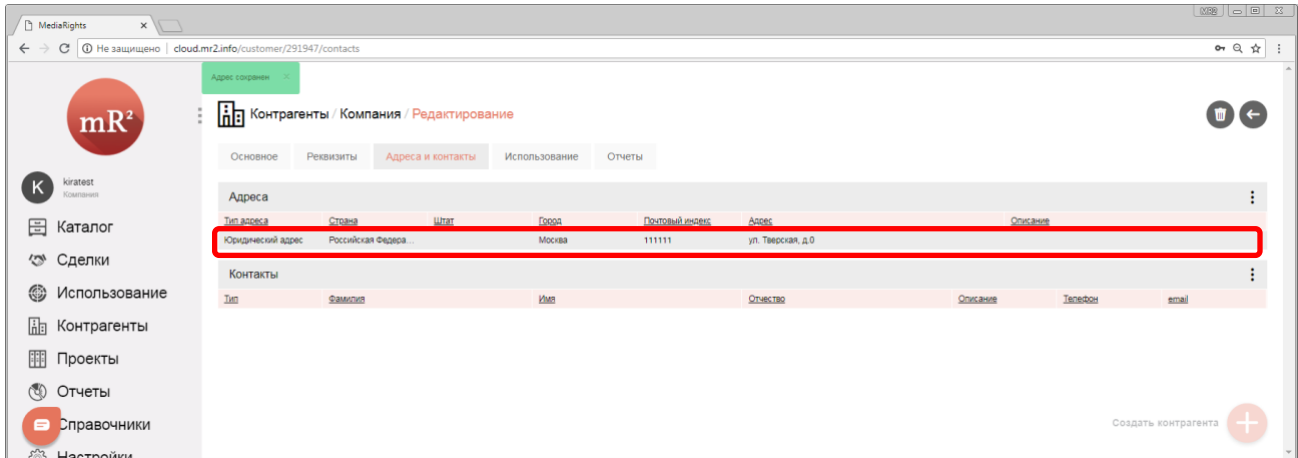 MR2
MediaRights
Не защищено cloud.mr2.info/customer/291947/contacts
Адрес сохранен
mR²
Контрагенты / Компания / Редактирование
Основное Реквизиты Адреса и контакты Использование Отчеты
K kiratest
Компания
Адреса
Тип адреса Страна Штат Город Почтовый индекс Адрес Описание
Юридический адрес Российская Федера... Москва 111111 ул. Тверская, д.0
Контакты
Тип Фамилия Имя Отчество Описание Телефон email
Каталог
Сделки
Использование
Контрагенты
Проекты
Отчеты
Справочники
Настройки
Создать контрагента